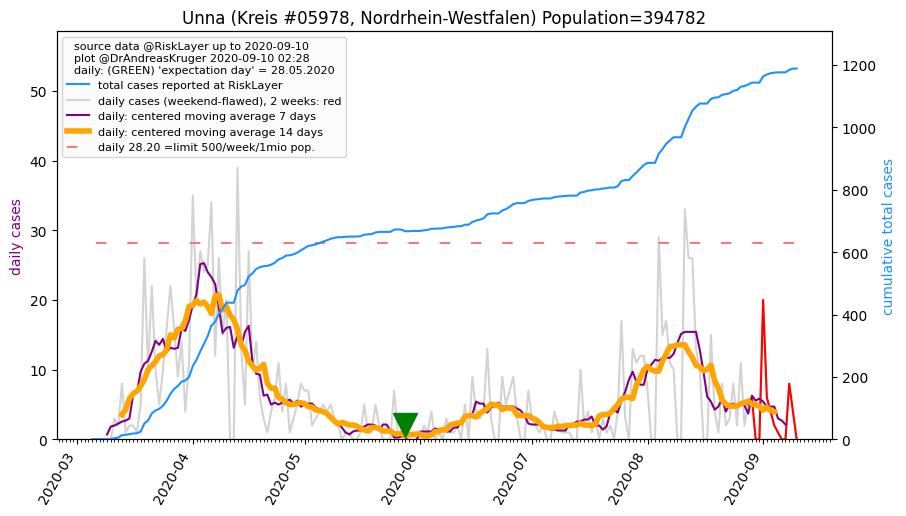 Unna (Kreis #05978, Nordrhein-Westfalen) Population=394782
source data @RiskLayer up to 2020-09-10
plot @DrAndreasKruger 2020-09-10 02:28
daily: (GREEN) 'expectation day' = 28.05.2020
total cases reported at RiskLayer
daily cases (weekend-flawed), 2 weeks: red
daily: centered moving average 7 days
daily: centered moving average 14 days
daily 28.20 =limit 500/week/1mio pop.
daily cases
50
40
30
20
10
0
cumulative total cases
1200
1000
800
600
400
200
0
2020-03
2020-04
2020-05
2020-06
2020-07
2020-08
2020-09